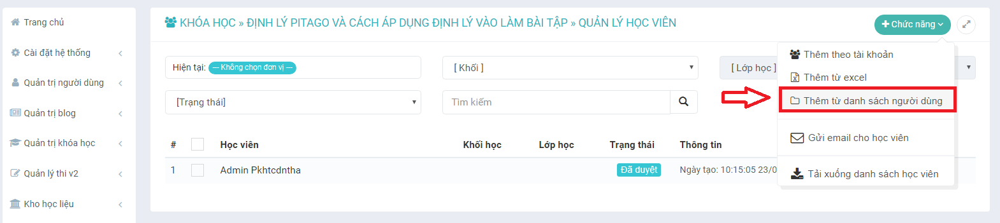 Trang chủ
Cài đặt hệ thống
Quản trị người dùng
Quản trị blog
Quản trị khóa học
Quản lý thi v2
Kho học liệu
KHÓA HỌC » ĐỊNH LÝ PITAGO VÀ CÁCH ÁP DỤNG ĐỊNH LÝ VÀO LÀM BÀI TẬP » QUẢN LÝ HỌC VIÊN
Chức năng
Hiện tại: --- Không chọn đơn vị ---
[ Khối ]
[ Lớp học ]
[Trạng thái]
Tìm kiếm
Thêm theo tài khoản
Thêm từ excel
Thêm từ danh sách người dùng
Gửi email cho học viên
Tải xuống danh sách học viên
# Học viên Khối học Lớp học Trạng thái Thông tin
1 Admin Pkhtcdntha Đã duyệt Ngày tạo: 10:15:05 23/0